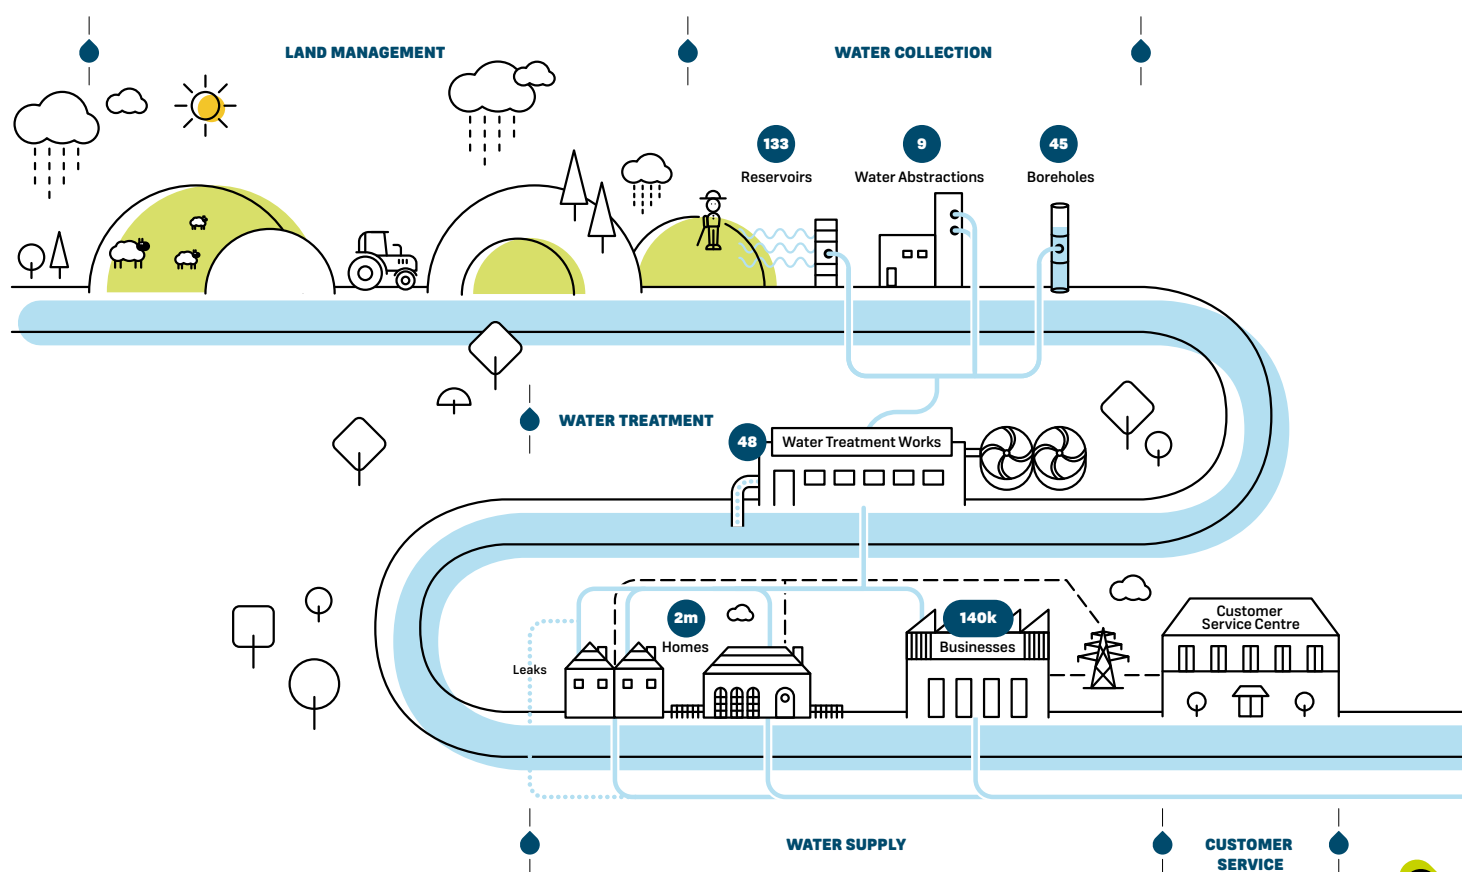 LAND MANAGEMENT
WATER COLLECTION
133
9
45
Reservoirs
Water Abstractions
Boreholes
WATER TREATMENT
48
Water Treatment Works
2m
Homes
140k
Businesses
Customer
Service Centre
Leaks
WATER SUPPLY
CUSTOMER
SERVICE